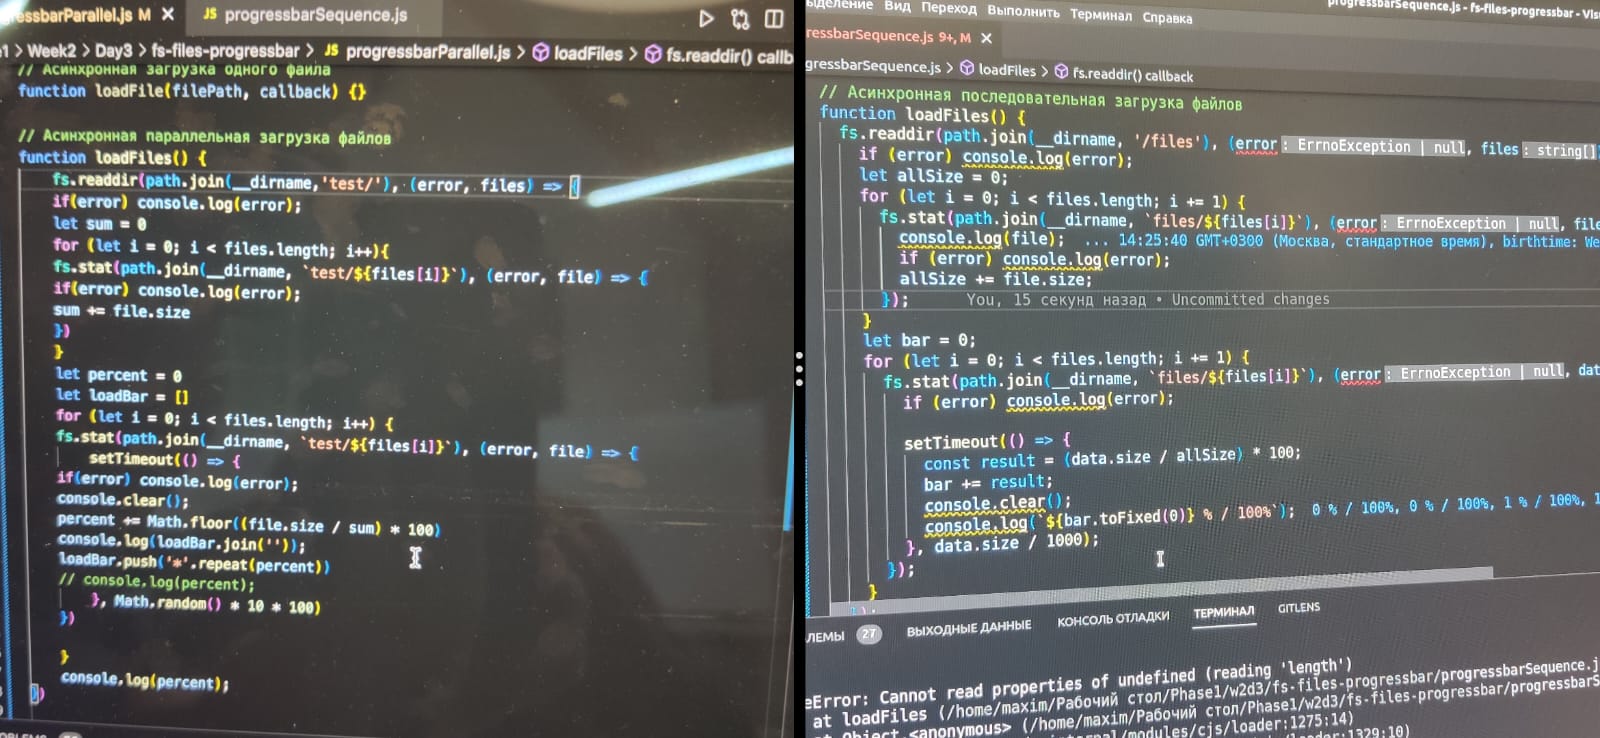 essbarParallel.js M ✕ JS progressbarSequence.js
1 > Week2 > Day3 > fs-files-progressbar > JS progressbarParallel.js > loadFiles > fs.readdir() callb
// Асинхронная загрузка одного файла
function loadFile(filePath, callback) {}
// Асинхронная параллельная загрузка файлов
function loadFiles() {
fs.readdir(path.join(__dirname,'test/'), (error, files) => {
if(error) console.log(error);
let sum = 0
for (let i = 0; i < files.length; i++){
fs.stat(path.join(__dirname, `test/${files[i]}`), (error, file) => {
if(error) console.log(error);
sum += file.size
})
}
let percent = 0
let loadBar = []
for (let i = 0; i < files.length; i++) {
fs.stat(path.join(__dirname, `test/${files[i]}`), (error, file) => {
setTimeout(() => {
if(error) console.log(error);
console.clear();
percent += Math.floor((file.size / sum) * 100)
console.log(loadBar.join(''));
loadBar.push('*'.repeat(percent))
// console.log(percent);
}, Math.random() * 10 * 100)
})
}
console.log(percent);
})
Вид Переход Выполнить Терминал Справка
progressbarSequence.js - fs-files-progressbar - Vis
ressbarSequence.js 9+, M ✕
gressbarSequence.js > loadFiles > fs.readdir() callback
// Асинхронная последовательная загрузка файлов
function loadFiles() {
fs.readdir(path.join(__dirname, '/files'), (error: ErrnoException | null, files: string[]
if (error) console.log(error);
let allSize = 0;
for (let i = 0; i < files.length; i += 1) {
fs.stat(path.join(__dirname, `files/${files[i]}`), (error: ErrnoException | null, file
console.log(file); ... 14:25:40 GMT+0300 (Москва, стандартное время), birthtime: We
if (error) console.log(error);
allSize += file.size;
}); You, 15 секунд назад • Uncommitted changes
}
let bar = 0;
for (let i = 0; i < files.length; i += 1) {
fs.stat(path.join(__dirname, `files/${files[i]}`), (error: ErrnoException | null, dat
if (error) console.log(error);
setTimeout(() => {
const result = (data.size / allSize) * 100;
bar += result;
console.clear();
console.log(`${bar.toFixed(0)} % / 100%`); 0 % / 100%, 0 % / 100%, 1 % / 100%, 1
}, data.size / 1000);
});
}
ЛЕМЫ 27 ВЫХОДНЫЕ ДАННЫЕ КОНСОЛЬ ОТЛАДКИ ТЕРМИНАЛ GITLENS
eError: Cannot read properties of undefined (reading 'length')
at loadFiles (/home/maxim/Рабочий стол/Phase1/w2d3/fs-files-progressbar/progressbarSequence.j
at Object.<anonymous> (/home/maxim/Рабочий стол/Phase1/w2d3/fs-files-progressbar/progressbarS
internal/modules/cjs/loader:1275:14)
loader:1329:10)